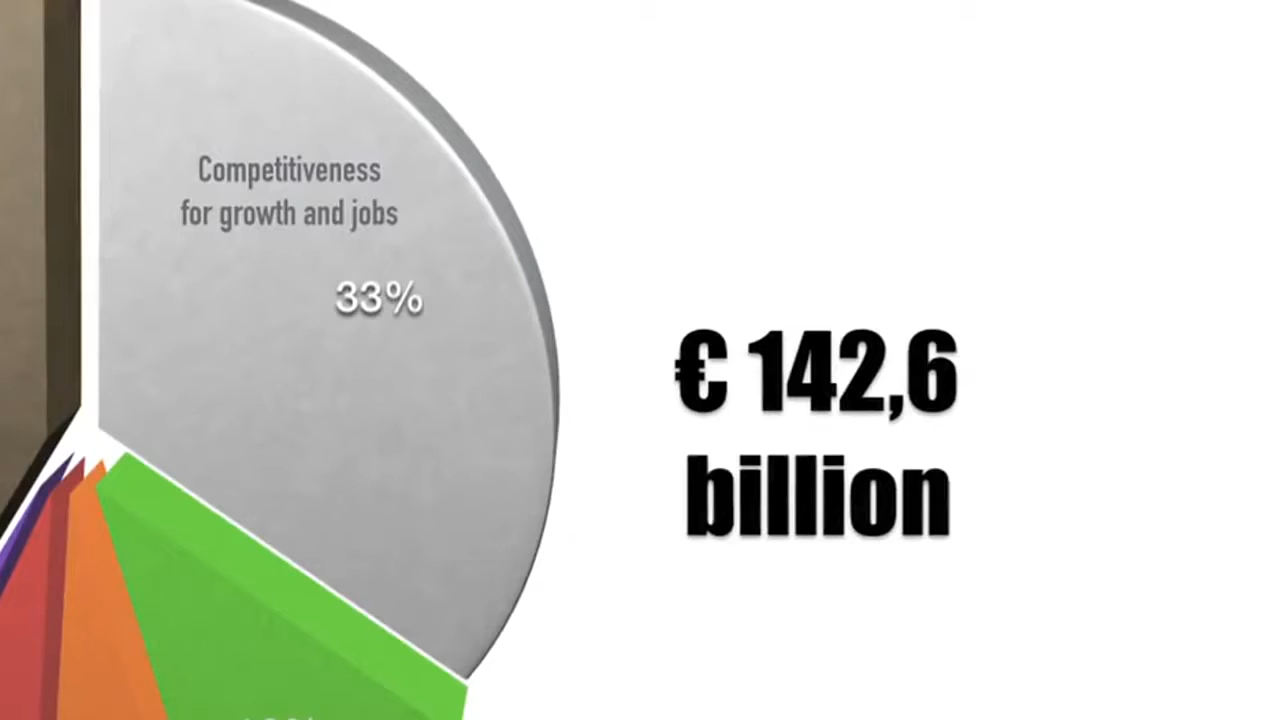 Competitiveness
for growth and jobs
33%
€ 142,6
billion